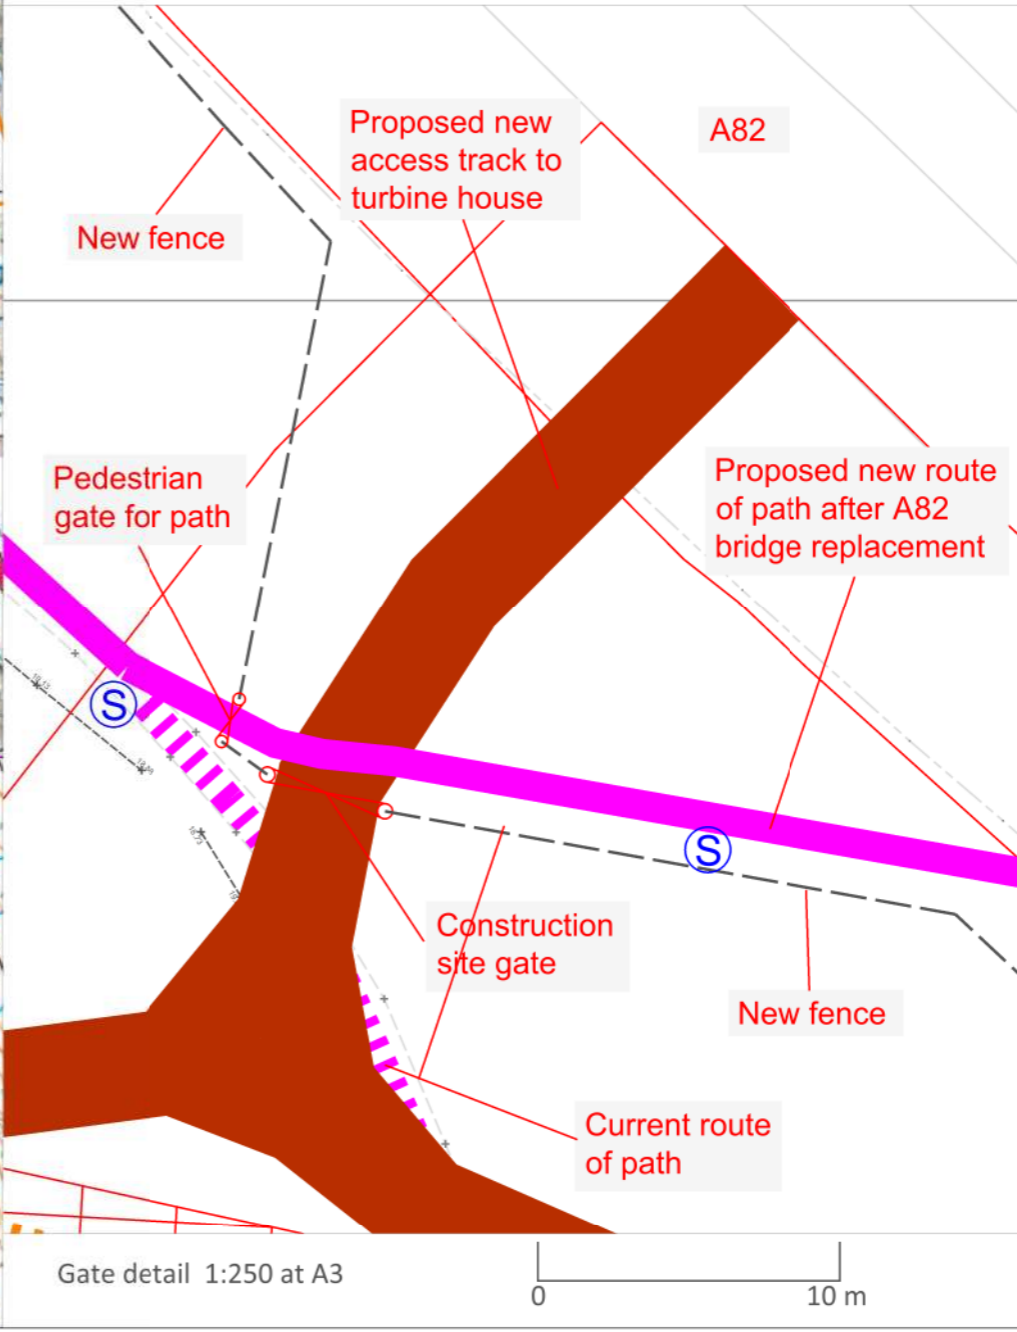 Proposed new
access track to
turbine house
A82
New fence
Pedestrian
gate for path
Proposed new route
of path after A82
bridge replacement
S
S
Construction
site gate
New fence
Current route
of path
Gate detail 1:250 at A3
0
10 m